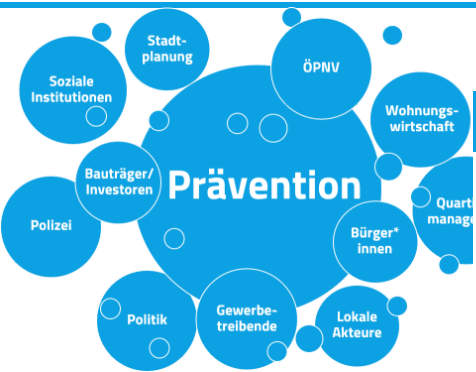 Stadt-
planung
ÖPNV
Soziale
Institutionen
Wohnungs-
wirtschaft
Bauträger/
Investoren
Prävention
Polizei
Bürger*
innen
Politik
Gewerbe-
treibende
Lokale
Akteure